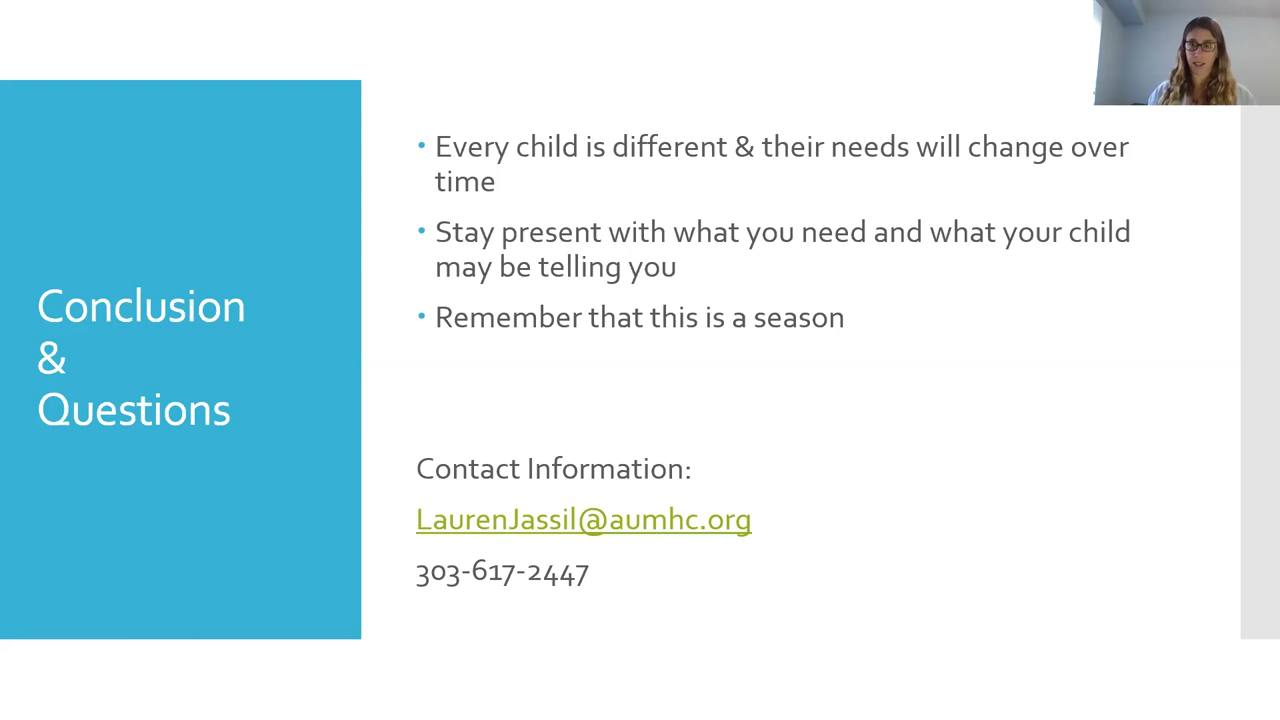 Conclusion
&
Questions
• Every child is different & their needs will change over
time
• Stay present with what you need and what your child
may be telling you
• Remember that this is a season
Contact Information:
LaurenJassil@aumhc.org
303-617-2447